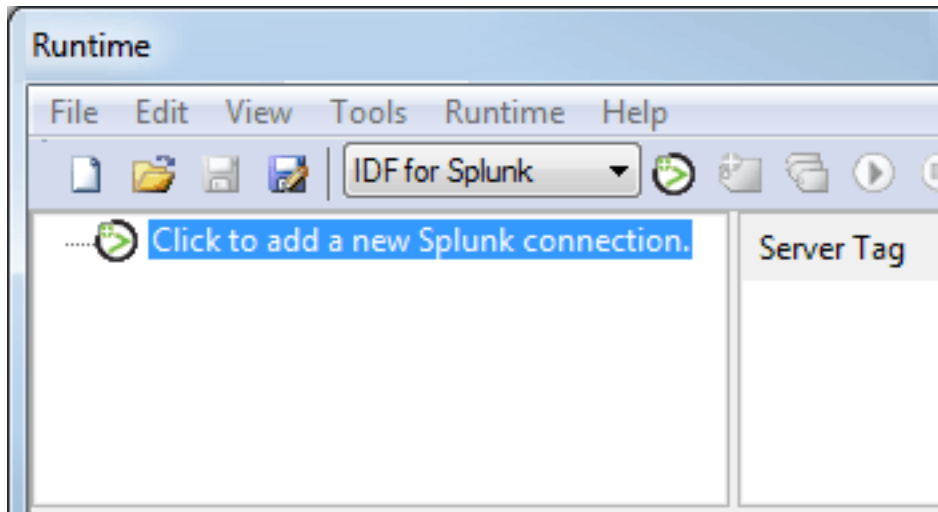 Runtime
File Edit View Tools Runtime Help
IDF for Splunk
Click to add a new Splunk connection.
Server Tag